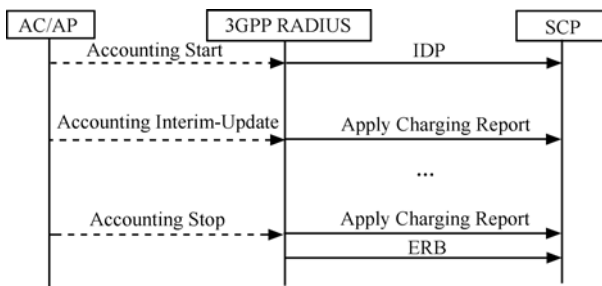 AC/AP 3GPP RADIUS SCP
Accounting Start IDP
Accounting Interim-Update Apply Charging Report
...
Accounting Stop Apply Charging Report
ERB